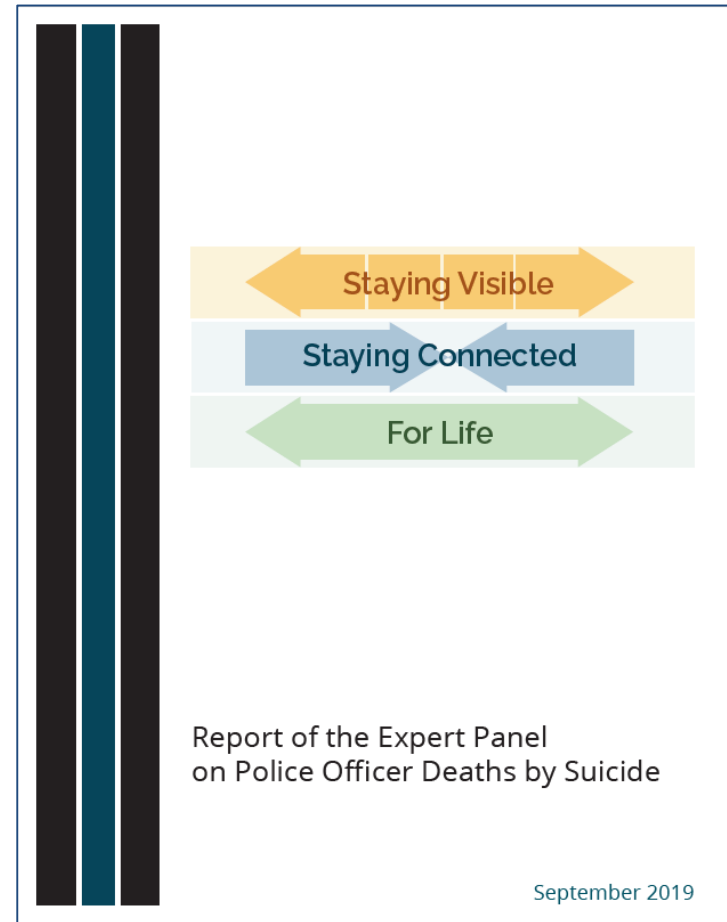 Staying Visible
Staying Connected
For Life
Report of the Expert Panel
on Police Officer Deaths by Suicide
September 2019